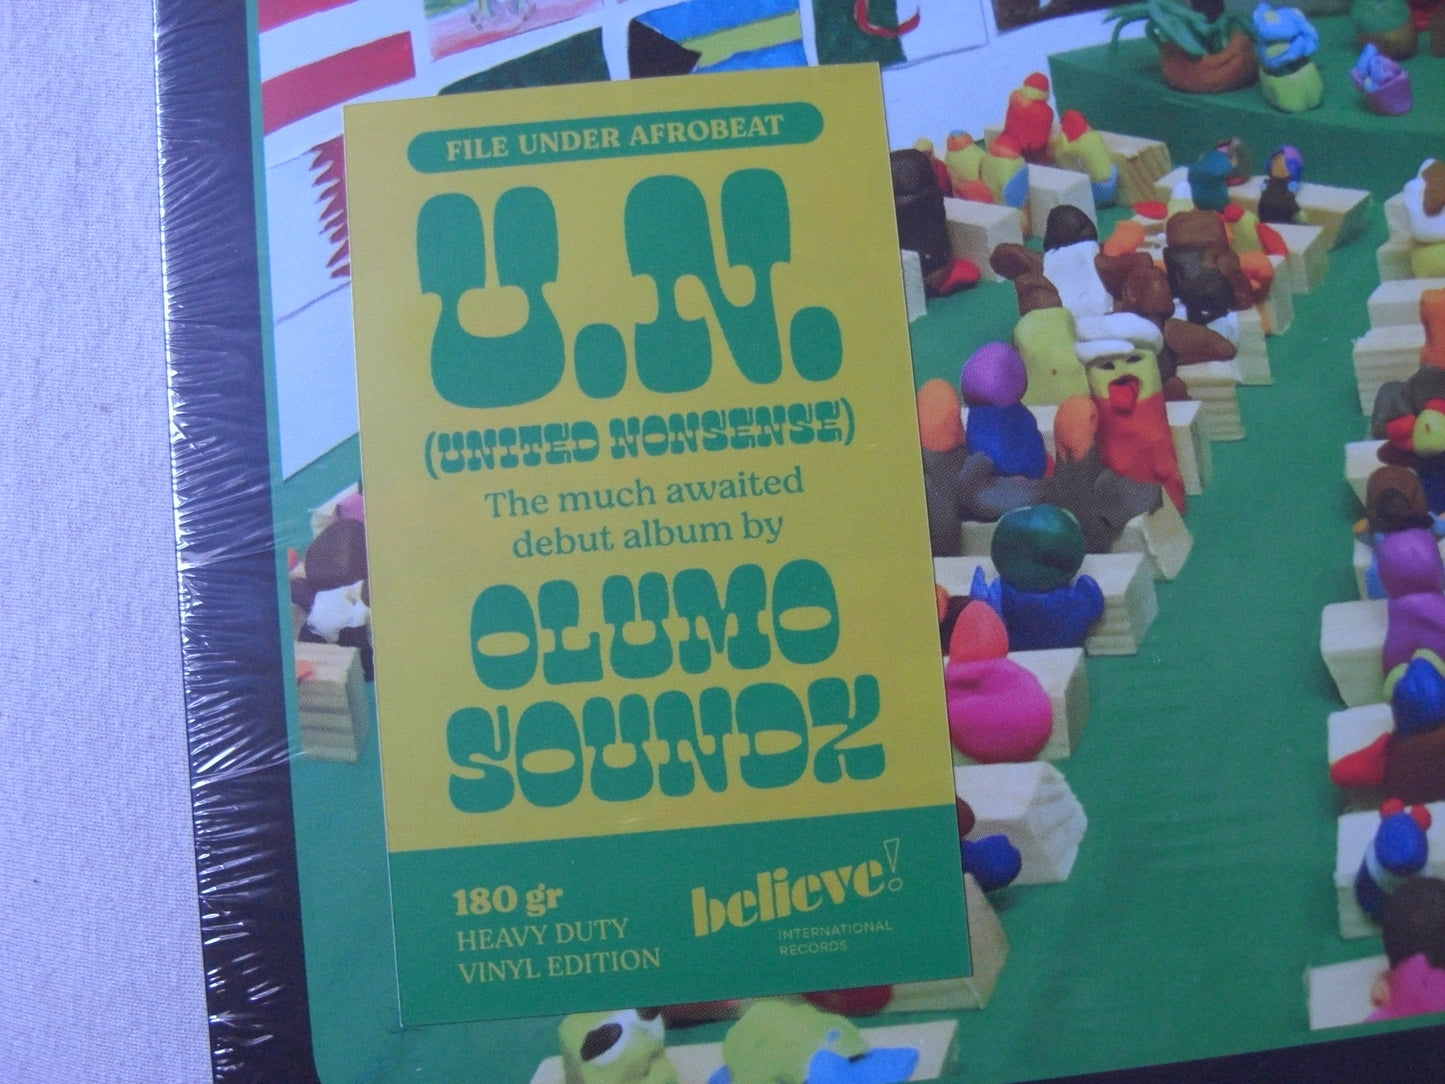 FILE UNDER AFROBEAT
U.N.
(UNITED NONSENSE)
The much awaited
debut album by
OLUMO
SOUNDZ
180 gr
HEAVY DUTY
VINYL EDITION
believe!
INTERNATIONAL
RECORDS